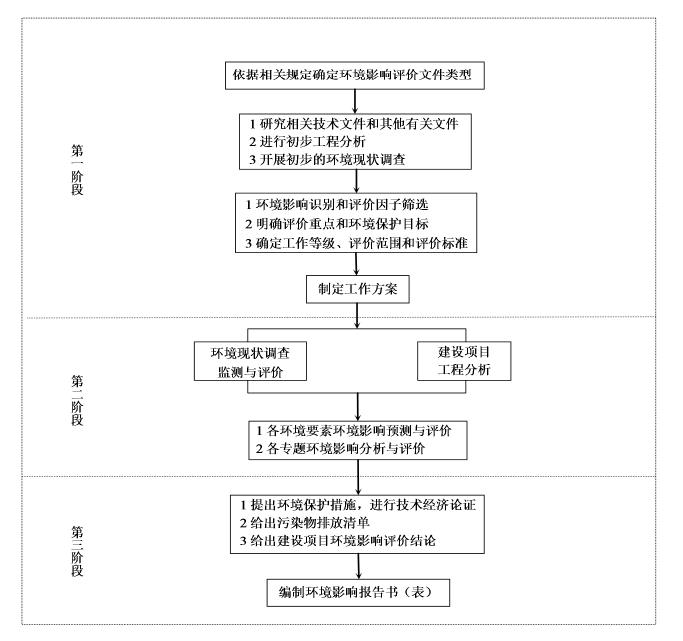 依据相关规定确定环境影响评价文件类型
1 研究相关技术文件和其他有关文件
2 进行初步工程分析
3 开展初步的环境现状调查
第一阶段
1 环境影响识别和评价因子筛选
2 明确评价重点和环境保护目标
3 确定工作等级、评价范围和评价标准
制定工作方案
环境现状调查
监测与评价
建设项目
工程分析
第二阶段
1 各环境要素环境影响预测与评价
2 各专题环境影响分析与评价
1 提出环境保护措施，进行技术经济论证
2 给出污染物排放清单
3 给出建设项目环境影响评价结论
第三阶段
编制环境影响报告书（表）